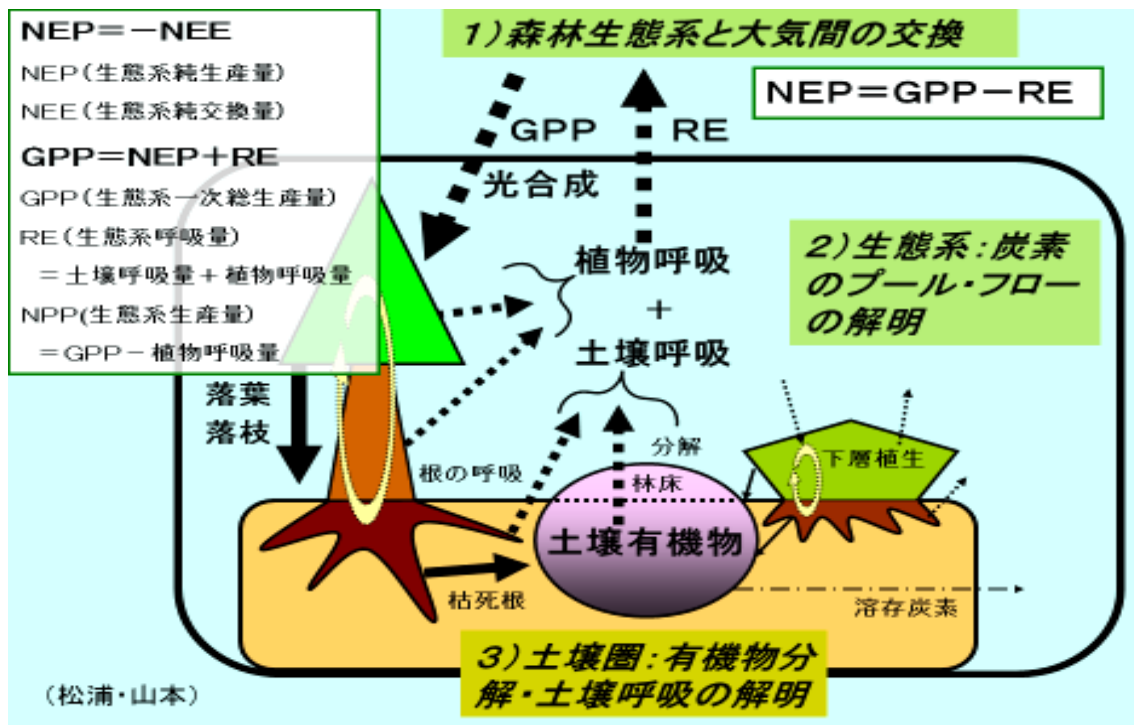 NEP=-NEE
NEP(生態系純生産量)
NEE(生態系純交換量)
GPP=NEP+RE
GPP(生態系一次総生産量)
RE(生態系呼吸量)
=土壌呼吸量+植物呼吸量
NPP(生態系生産量)
=GPP-植物呼吸量
1)森林生態系と大気間の交換
NEP=GPP-RE
GPP
RE
光合成
2)生態系:炭素
のプール・フロー
の解明
植物呼吸
+
土壌呼吸
落葉
落枝
根の呼吸
分解
林床
下層植生
土壌有機物
枯死根
溶存炭素
3)土壌圏:有機物分
解・土壌呼吸の解明
(松浦・山本)